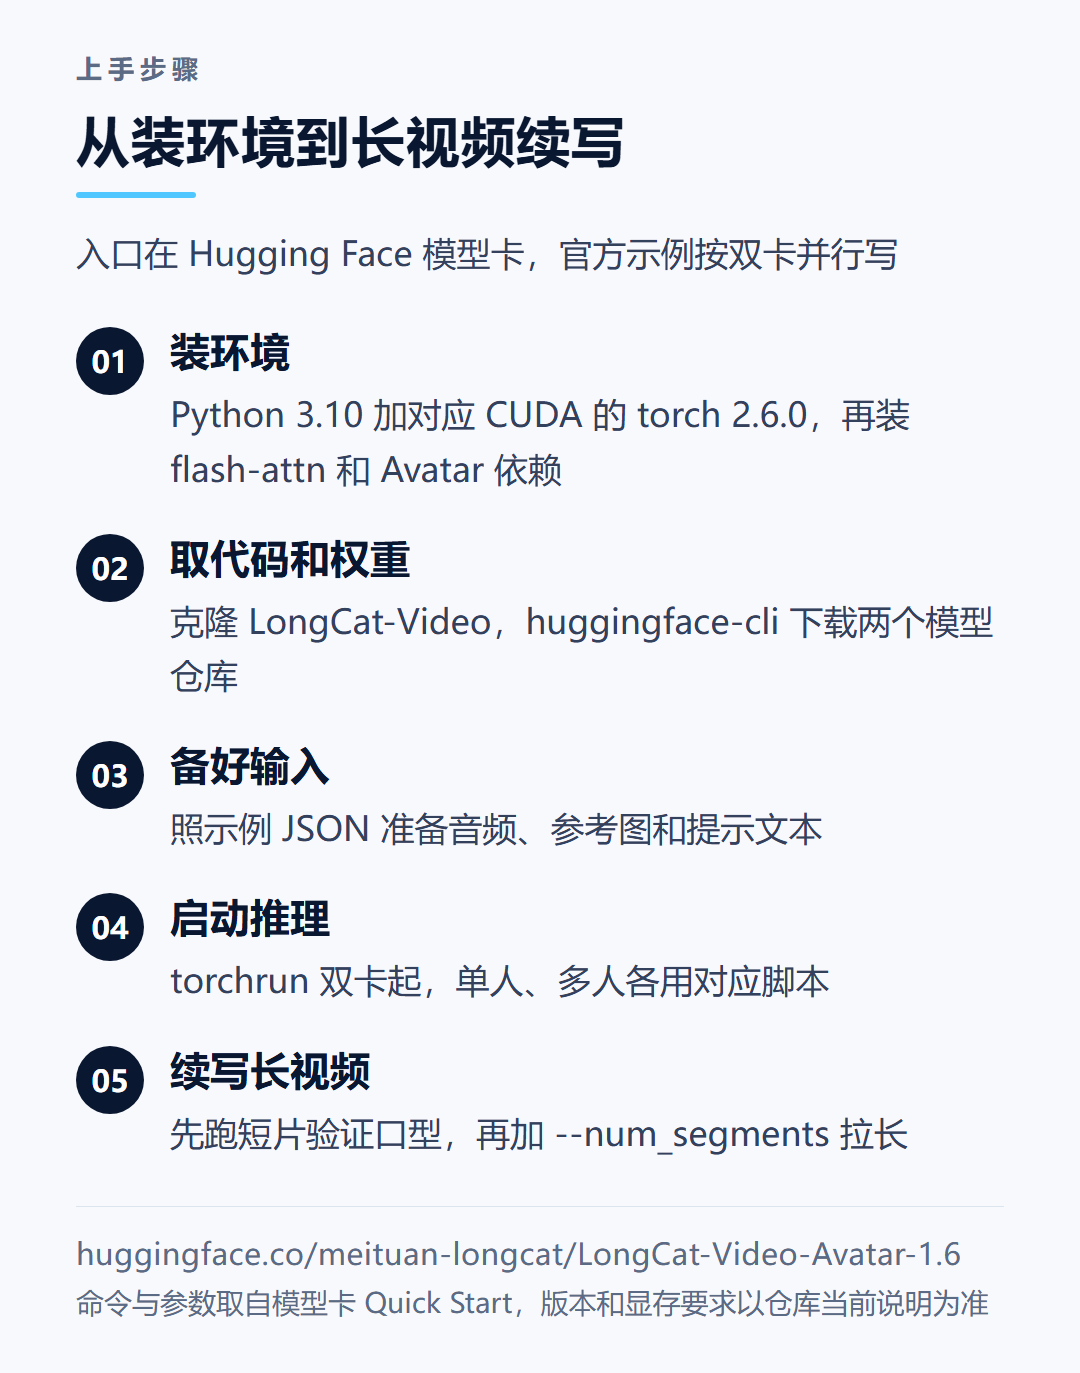 上手步骤
从装环境到长视频续写
入口在 Hugging Face 模型卡，官方示例按双卡并行写
01
装环境
Python 3.10 加对应 CUDA 的 torch 2.6.0，再装
flash-attn 和 Avatar 依赖
02
取代码和权重
克隆 LongCat-Video，huggingface-cli 下载两个模型
仓库
03
备好输入
照示例 JSON 准备音频、参考图和提示文本
04
启动推理
torchrun 双卡起，单人、多人各用对应脚本
05
续写长视频
先跑短片验证口型，再加 --num_segments 拉长
huggingface.co/meituan-longcat/LongCat-Video-Avatar-1.6
命令与参数取自模型卡 Quick Start，版本和显存要求以仓库当前说明为准